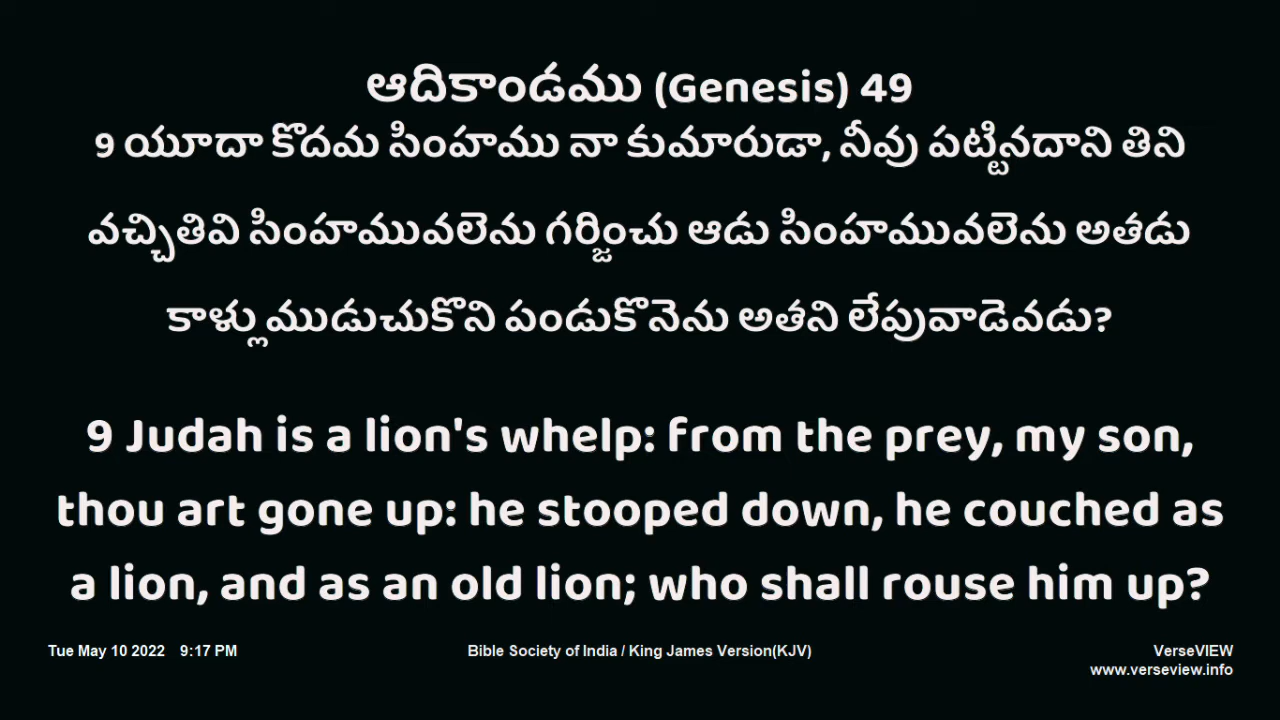 ఆదికాండము (Genesis) 49
9 యూదా కొదమ సింహము నా కుమారుడా, నీవు పట్టినదాని తిని
వచ్చితివి సింహమువలెను గర్జించు ఆడు సింహమువలెను అతడు
కాళ్లుముడుచుకొని పండుకొనెను అతని లేపువాడెవడు?
9 Judah is a lion's whelp: from the prey, my son,
thou art gone up: he stooped down, he couched as
a lion, and as an old lion; who shall rouse him up?
Tue May 10 2022 9:17 PM
Bible Society of India / King James Version(KJV)
VerseVIEW
www.verseview.info